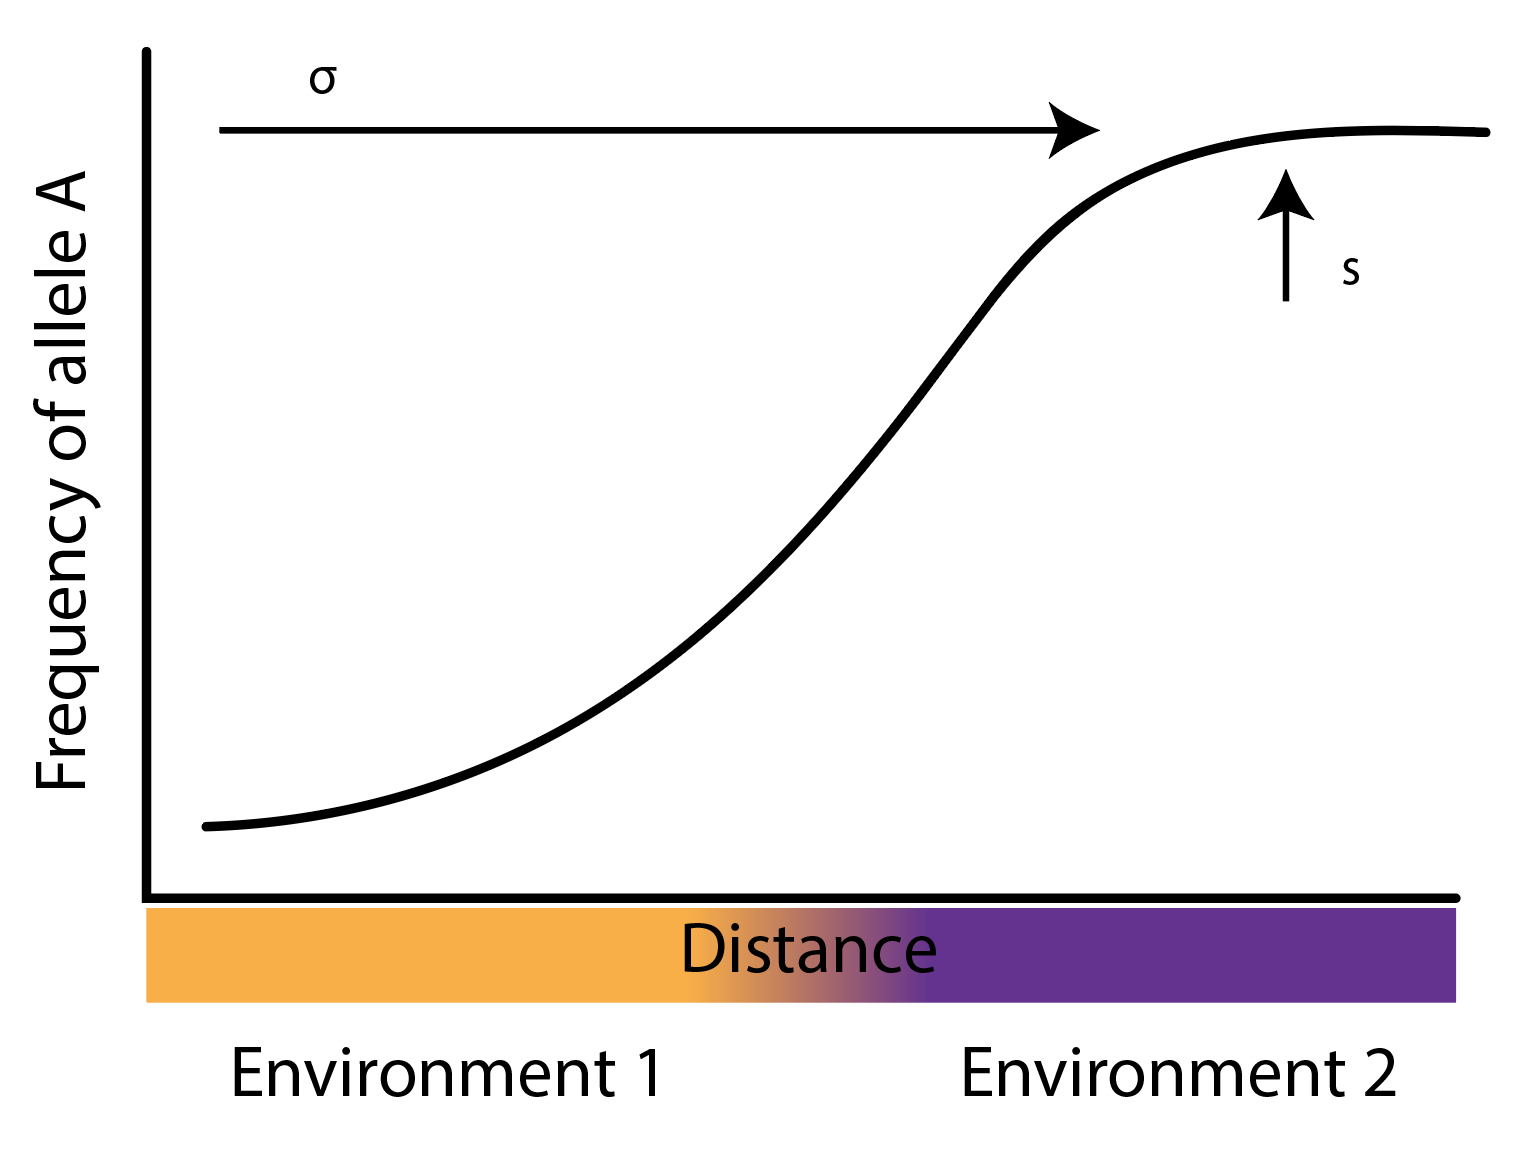 σ
s
Frequency of allele A
Distance
Environment 1
Environment 2